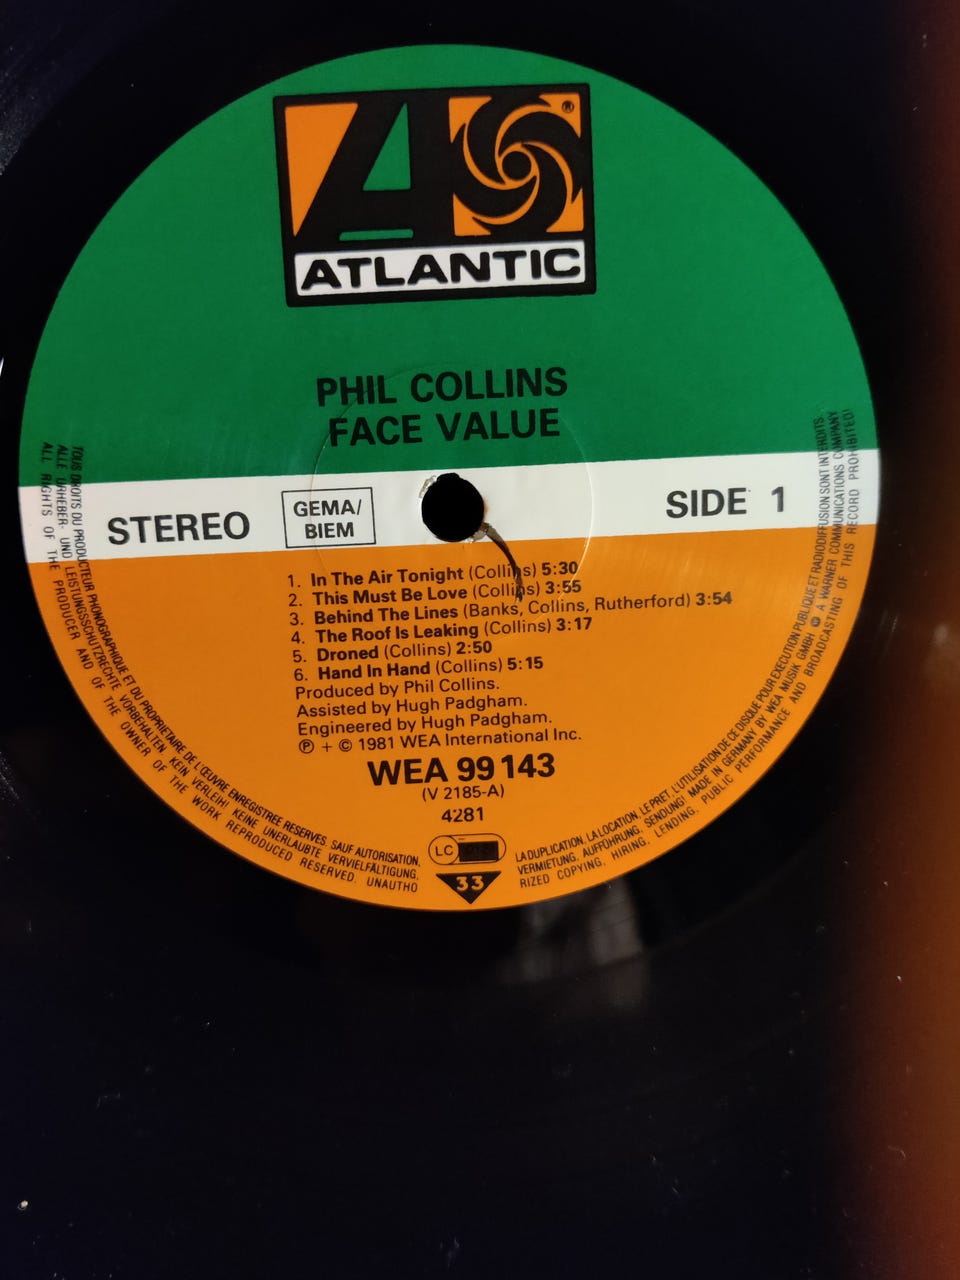 ®
ATLANTIC
PHIL COLLINS
FACE VALUE
STEREO
GEMA/
BIEM
SIDE 1
1. In The Air Tonight (Collins) 5:30
2. This Must Be Love (Collins) 3:55
3. Behind The Lines (Banks, Collins, Rutherford) 3:54
4. The Roof Is Leaking (Collins) 3:17
5. Droned (Collins) 2:50
6. Hand In Hand (Collins) 5:15
Produced by Phil Collins.
Assisted by Hugh Padgham.
Engineered by Hugh Padgham.
℗ + © 1981 WEA International Inc.
WEA 99 143
(V 2185-A)
4281
LC
33
TOUS DROITS DU PRODUCTEUR PHONOGRAPHIQUE ET DU PROPRIETAIRE DE L'ŒUVRE ENREGISTREE RESERVES. SAUF AUTORISATION, LA DUPLICATION, LA LOCATION, LE PRET, L'UTILISATION DE CE DISQUE POUR EXECUTION PUBLIQUE ET RADIODIFFUSION SONT INTERDITS.
ALLE URHEBER- UND LEISTUNGSSCHUTZRECHTE VORBEHALTEN. KEIN VERLEIH! KEINE UNERLAUBTE VERVIELFÄLTIGUNG, VERMIETUNG, AUFFÜHRUNG, SENDUNG! MADE IN GERMANY BY WEA MUSIK GMBH A WARNER COMMUNICATIONS COMPANY
ALL RIGHTS OF THE PRODUCER AND OF THE OWNER OF THE WORK REPRODUCED RESERVED. UNAUTHORIZED COPYING, HIRING, LENDING, PUBLIC PERFORMANCE AND BROADCASTING OF THIS RECORD PROHIBITED!